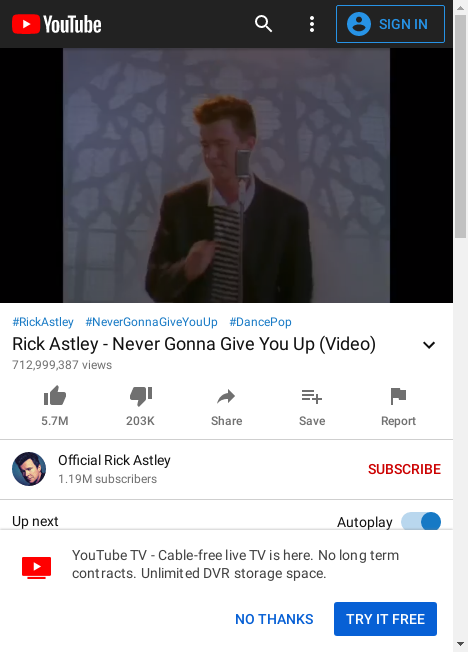 YouTube
SIGN IN
#RickAstley #NeverGonnaGiveYouUp #DancePop
Rick Astley - Never Gonna Give You Up (Video)
712,999,387 views
5.7M 203K Share Save Report
Official Rick Astley
1.19M subscribers
SUBSCRIBE
Up next
Autoplay
YouTube TV - Cable-free live TV is here. No long term
contracts. Unlimited DVR storage space.
NO THANKS
TRY IT FREE